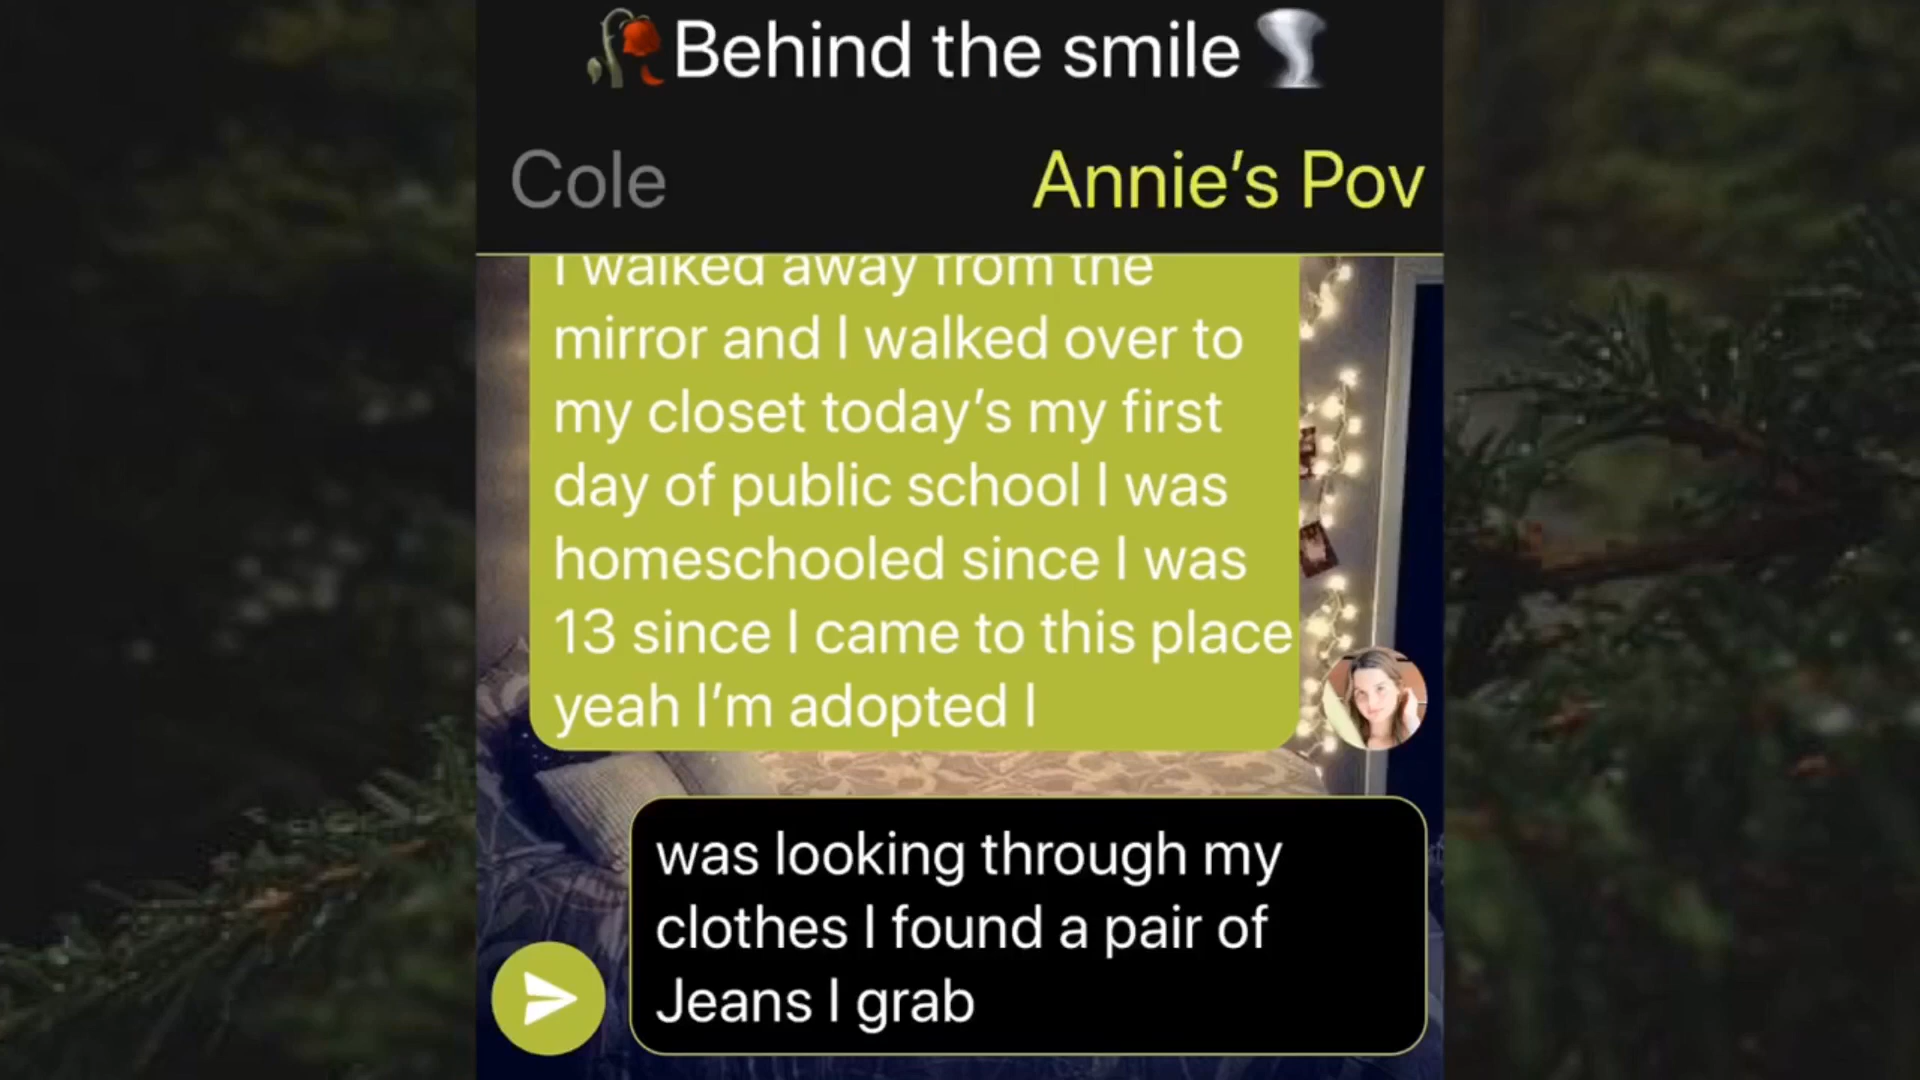 🥀Behind the smile🌪
Cole
Annie’s Pov
I walked away from the
mirror and I walked over to
my closet today’s my first
day of public school I was
homeschooled since I was
13 since I came to this place
yeah I’m adopted I
was looking through my
clothes I found a pair of
Jeans I grab